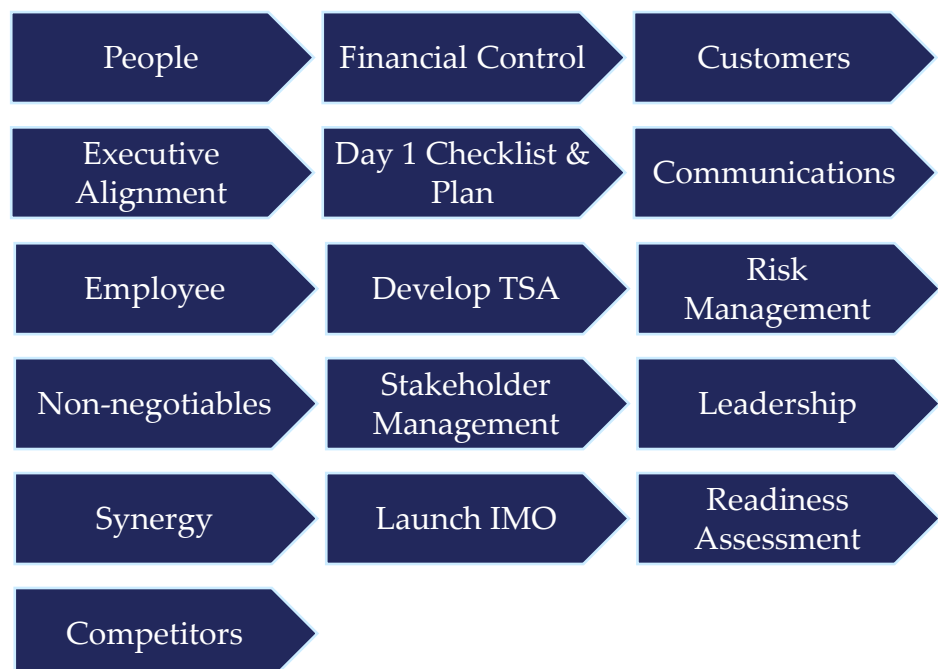 People
Financial Control
Customers
Executive
Alignment
Day 1 Checklist &
Plan
Communications
Employee
Develop TSA
Risk
Management
Non-negotiables
Stakeholder
Management
Leadership
Synergy
Launch IMO
Readiness
Assessment
Competitors